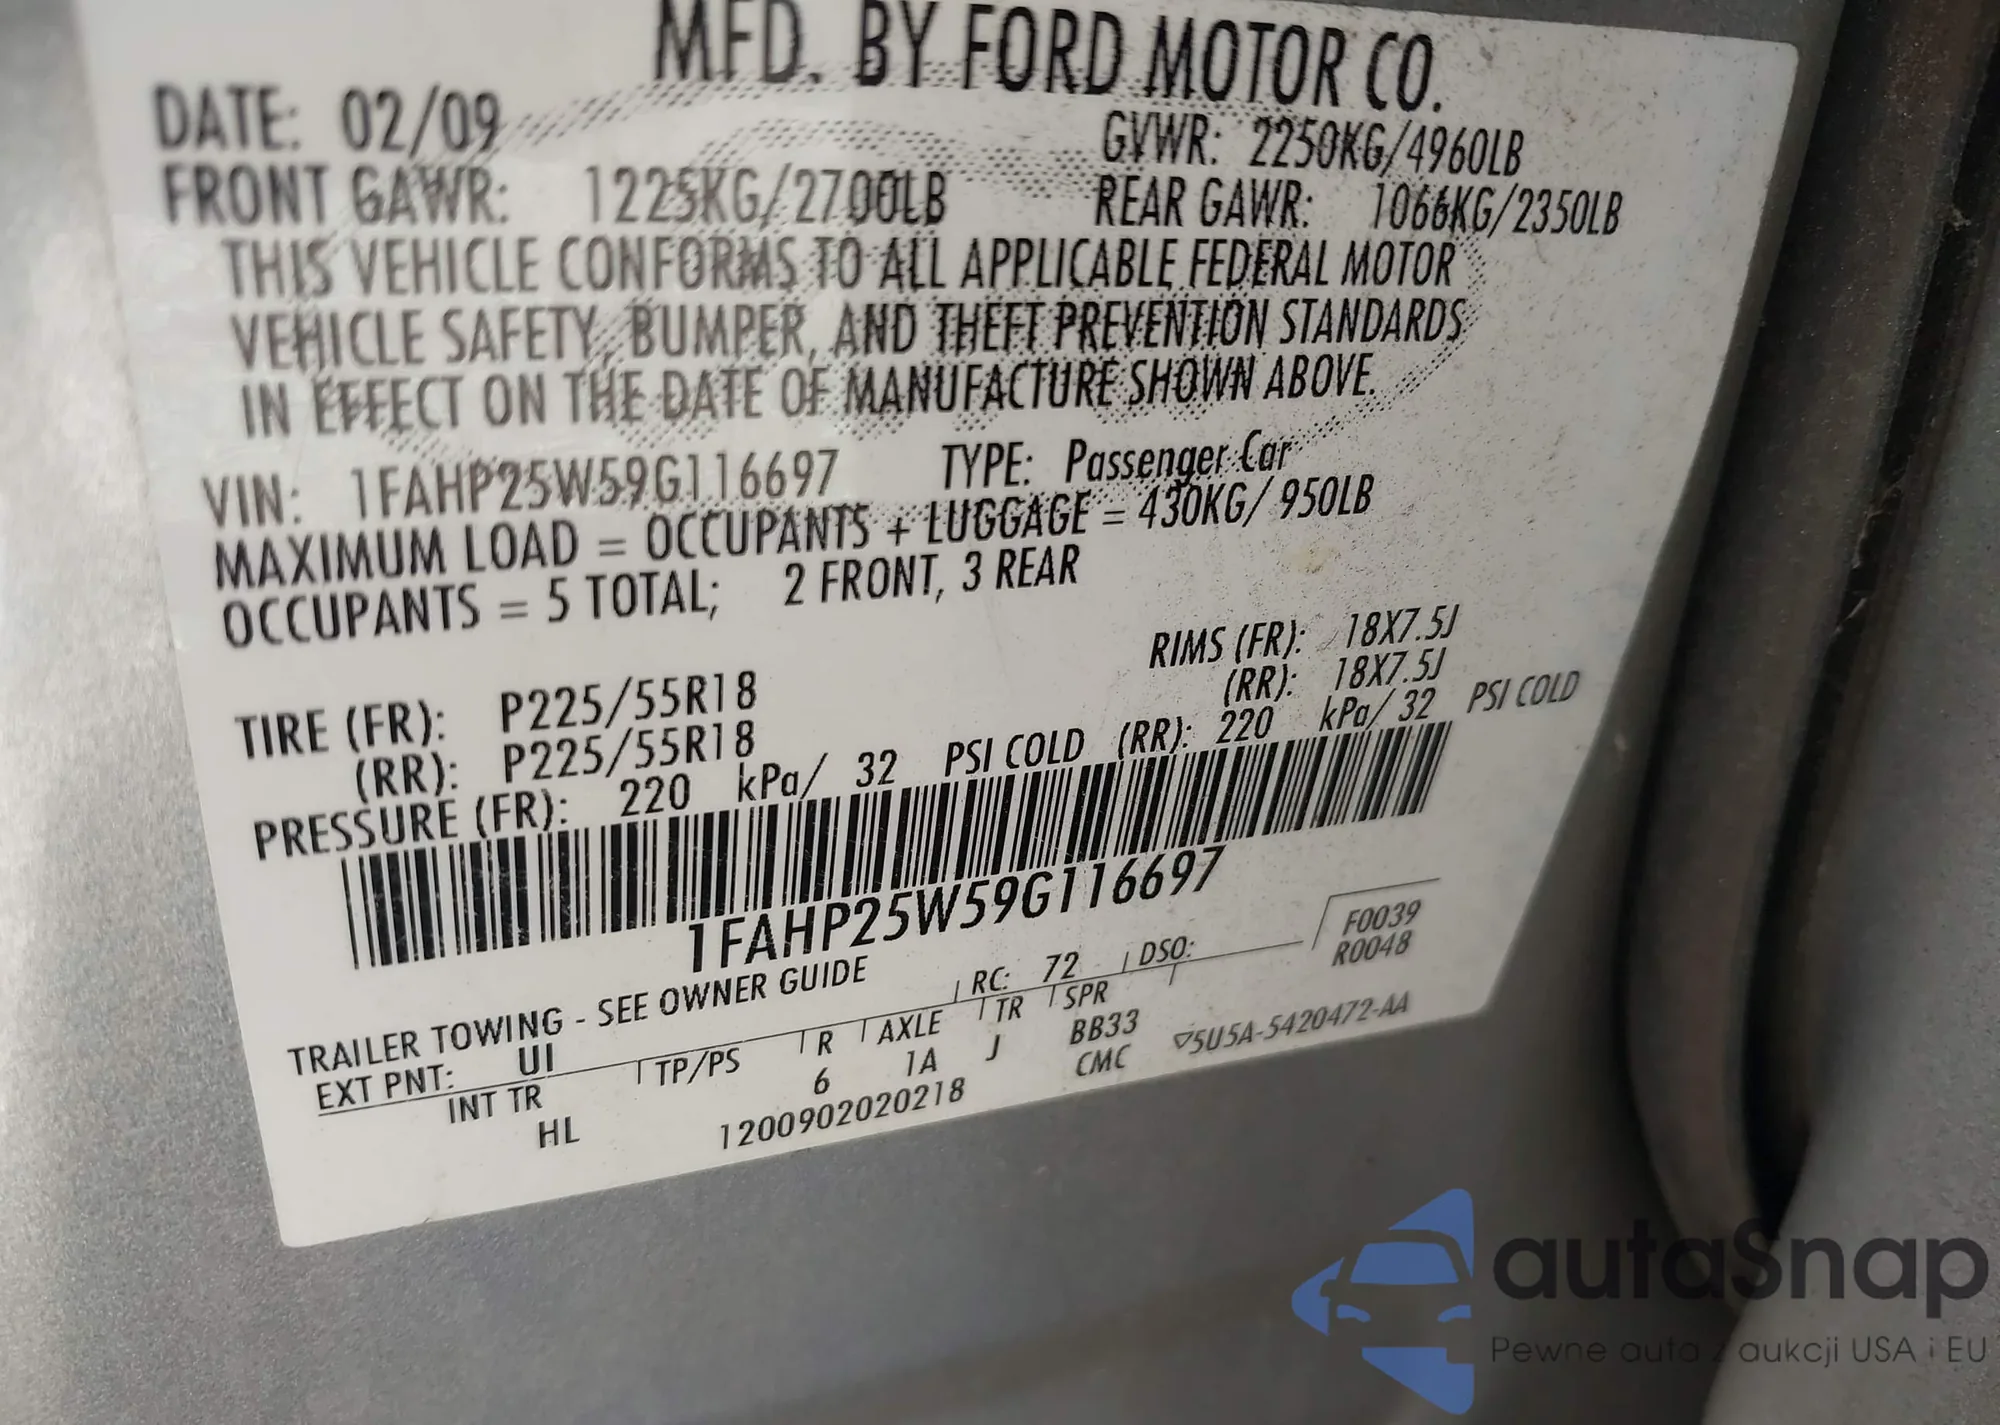 MFD. BY FORD MOTOR CO.
DATE: 02/09 GVWR: 2250KG/4960LB
FRONT GAWR: 1225KG/2700LB REAR GAWR: 1066KG/2350LB
THIS VEHICLE CONFORMS TO ALL APPLICABLE FEDERAL MOTOR
VEHICLE SAFETY, BUMPER, AND THEFT PREVENTION STANDARDS
IN EFFECT ON THE DATE OF MANUFACTURE SHOWN ABOVE.
VIN: 1FAHP25W59G116697 TYPE: Passenger Car
MAXIMUM LOAD = OCCUPANTS + LUGGAGE = 430KG/ 950LB
OCCUPANTS = 5 TOTAL; 2 FRONT, 3 REAR
TIRE (FR): P225/55R18 RIMS (FR): 18X7.5J
(RR): P225/55R18 (RR): 18X7.5J
PRESSURE (FR): 220 kPa/ 32 PSI COLD (RR): 220 kPa/ 32 PSI COLD
1FAHP25W59G116697
TRAILER TOWING - SEE OWNER GUIDE
EXT PNT: UI RC: 72 DSO: F0039
R0048
INT TR TP/PS R AXLE TR SPR
HL 6 1A J BB33
1200902020218 CMC ▽5U5A-5420472-AA
autaSnap
Pewne auta z aukcji USA i EU